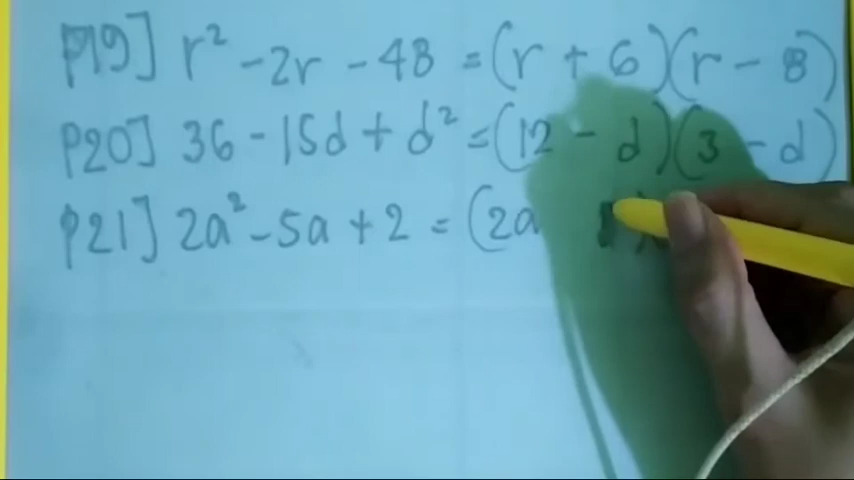 P19] r² - 2r - 48 = (r + 6)(r - 8)
P20] 36 - 15d + d² = (12 - d)(3 - d)
P21] 2a² - 5a + 2 = (2a